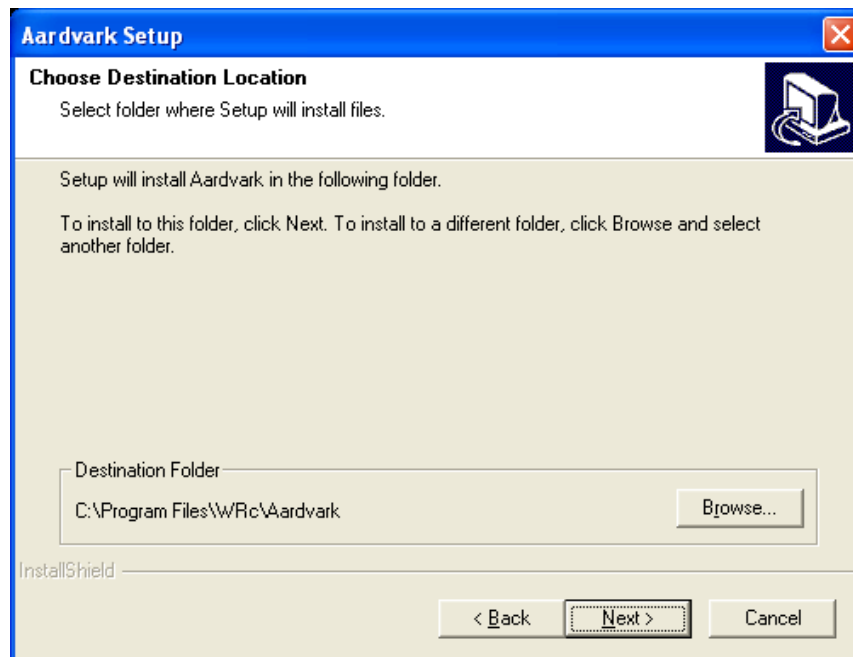 Aardvark Setup
Choose Destination Location
Select folder where Setup will install files.
Setup will install Aardvark in the following folder.
To install to this folder, click Next. To install to a different folder, click Browse and select
another folder.
Destination Folder
C:\Program Files\WRc\Aardvark
Browse...
InstallShield
< Back
Next >
Cancel